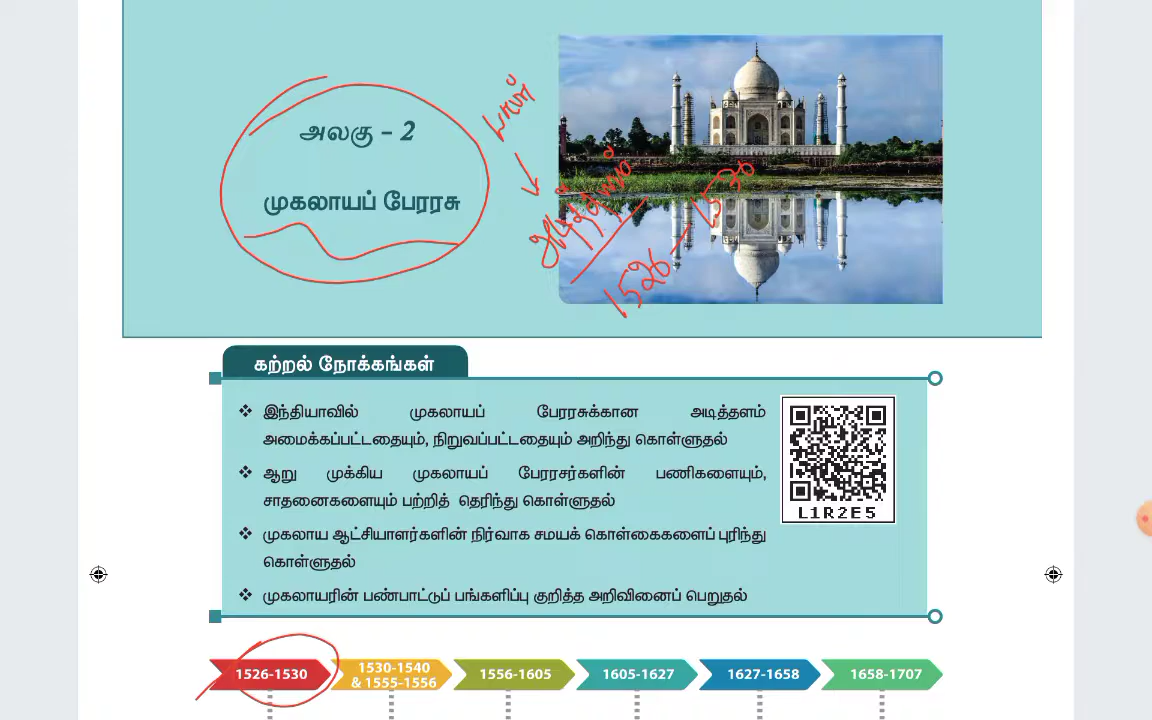 அலகு – 2
முகலாயப் பேரரசு
பாபர்
1526 – 1530
கற்றல் நோக்கங்கள்
❖ இந்தியாவில் முகலாயப் பேரரசுக்கான அடித்தளம்
அமைக்கப்பட்டதையும், நிறுவப்பட்டதையும் அறிந்து கொள்ளுதல்
❖ ஆறு முக்கிய முகலாயப் பேரரசர்களின் பணிகளையும்,
சாதனைகளையும் பற்றித் தெரிந்து கொள்ளுதல்
❖ முகலாய ஆட்சியாளர்களின் நிர்வாக சமயக் கொள்கைகளைப் புரிந்து
கொள்ளுதல்
❖ முகலாயரின் பண்பாட்டுப் பங்களிப்பு குறித்த அறிவினைப் பெறுதல்
L1R2E5
1526-1530
1530-1540
& 1555-1556
1556-1605
1605-1627
1627-1658
1658-1707